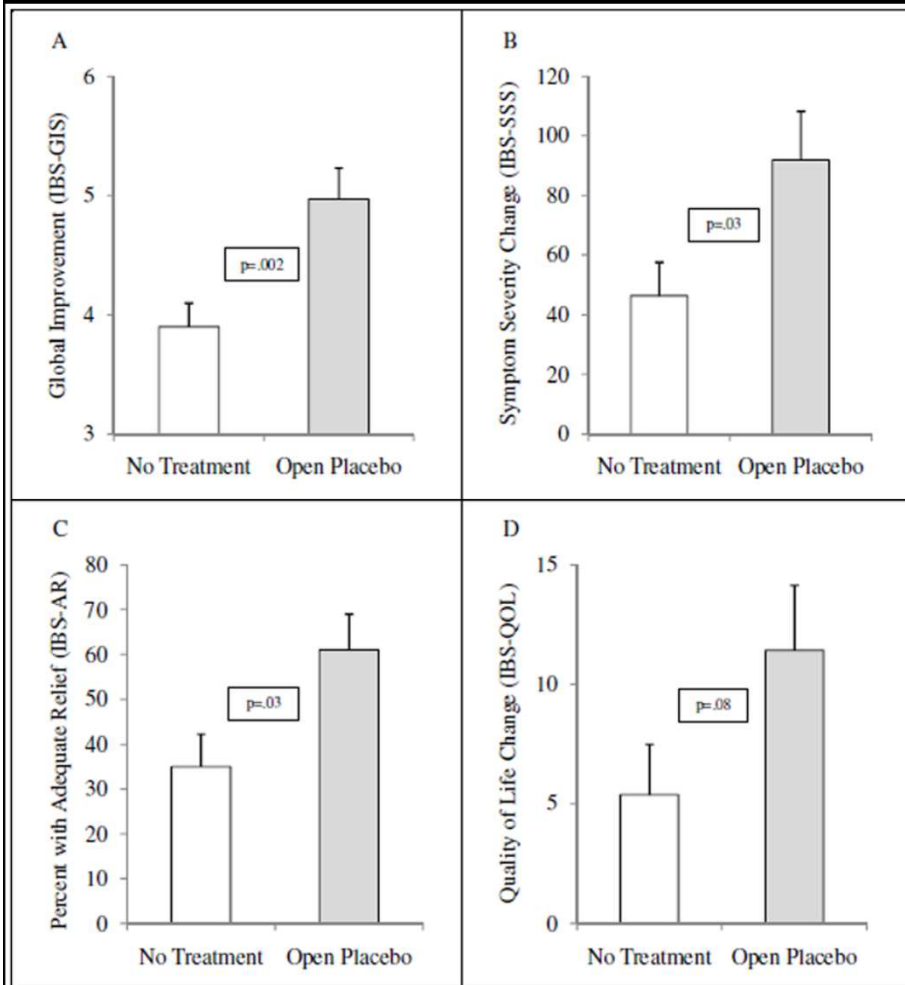 A
Global Improvement (IBS-GIS)
6
5
4
3
p=.002
No Treatment Open Placebo
B
Symptom Severity Change (IBS-SSS)
120
100
80
60
40
20
0
p=.03
No Treatment Open Placebo
C
Percent with Adequate Relief (IBS-AR)
80
70
60
50
40
30
20
10
0
p=.03
No Treatment Open Placebo
D
Quality of Life Change (IBS-QOL)
15
10
5
0
p=.08
No Treatment Open Placebo